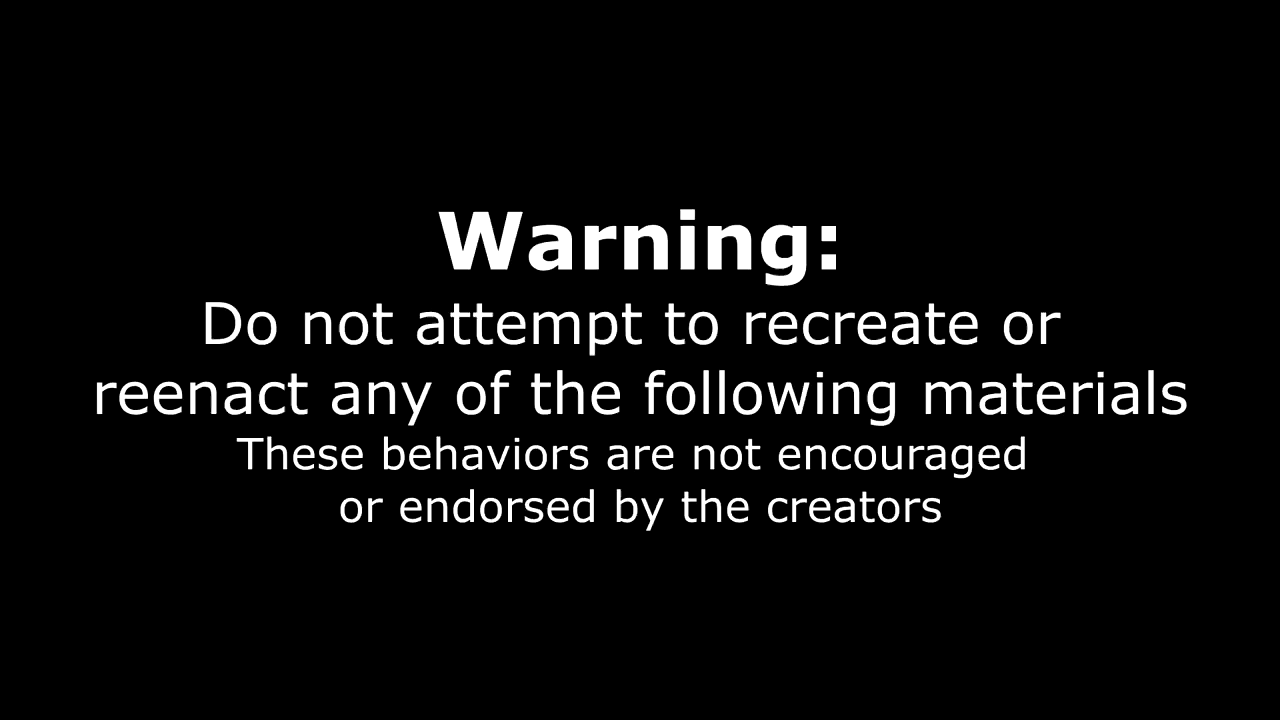 Warning:
Do not attempt to recreate or
reenact any of the following materials
These behaviors are not encouraged
or endorsed by the creators